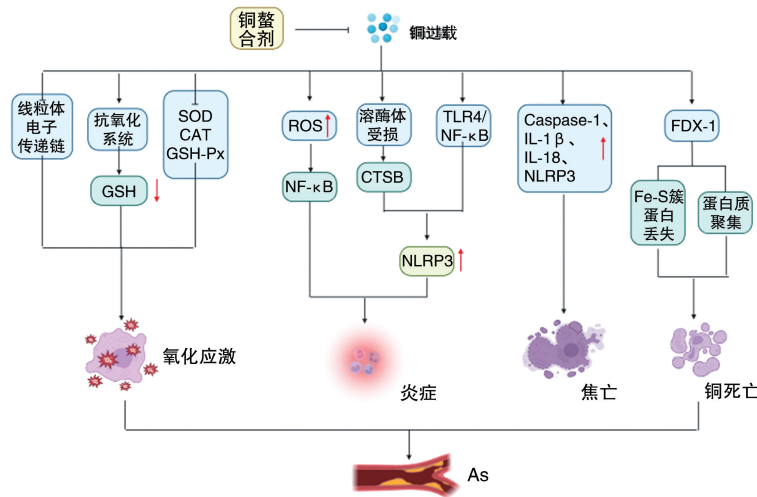 铜螯
合剂
铜过载
线粒体
电子
传递链
抗氧化
系统
SOD
CAT
GSH-Px
ROS
溶酶体
受损
TLR4/
NF-κB
Caspase-1、
IL-1β、
IL-18、
NLRP3
FDX-1
GSH
NF-κB
CTSB
Fe-S簇
蛋白
丢失
蛋白质
聚集
NLRP3
氧化应激
炎症
焦亡
铜死亡
As